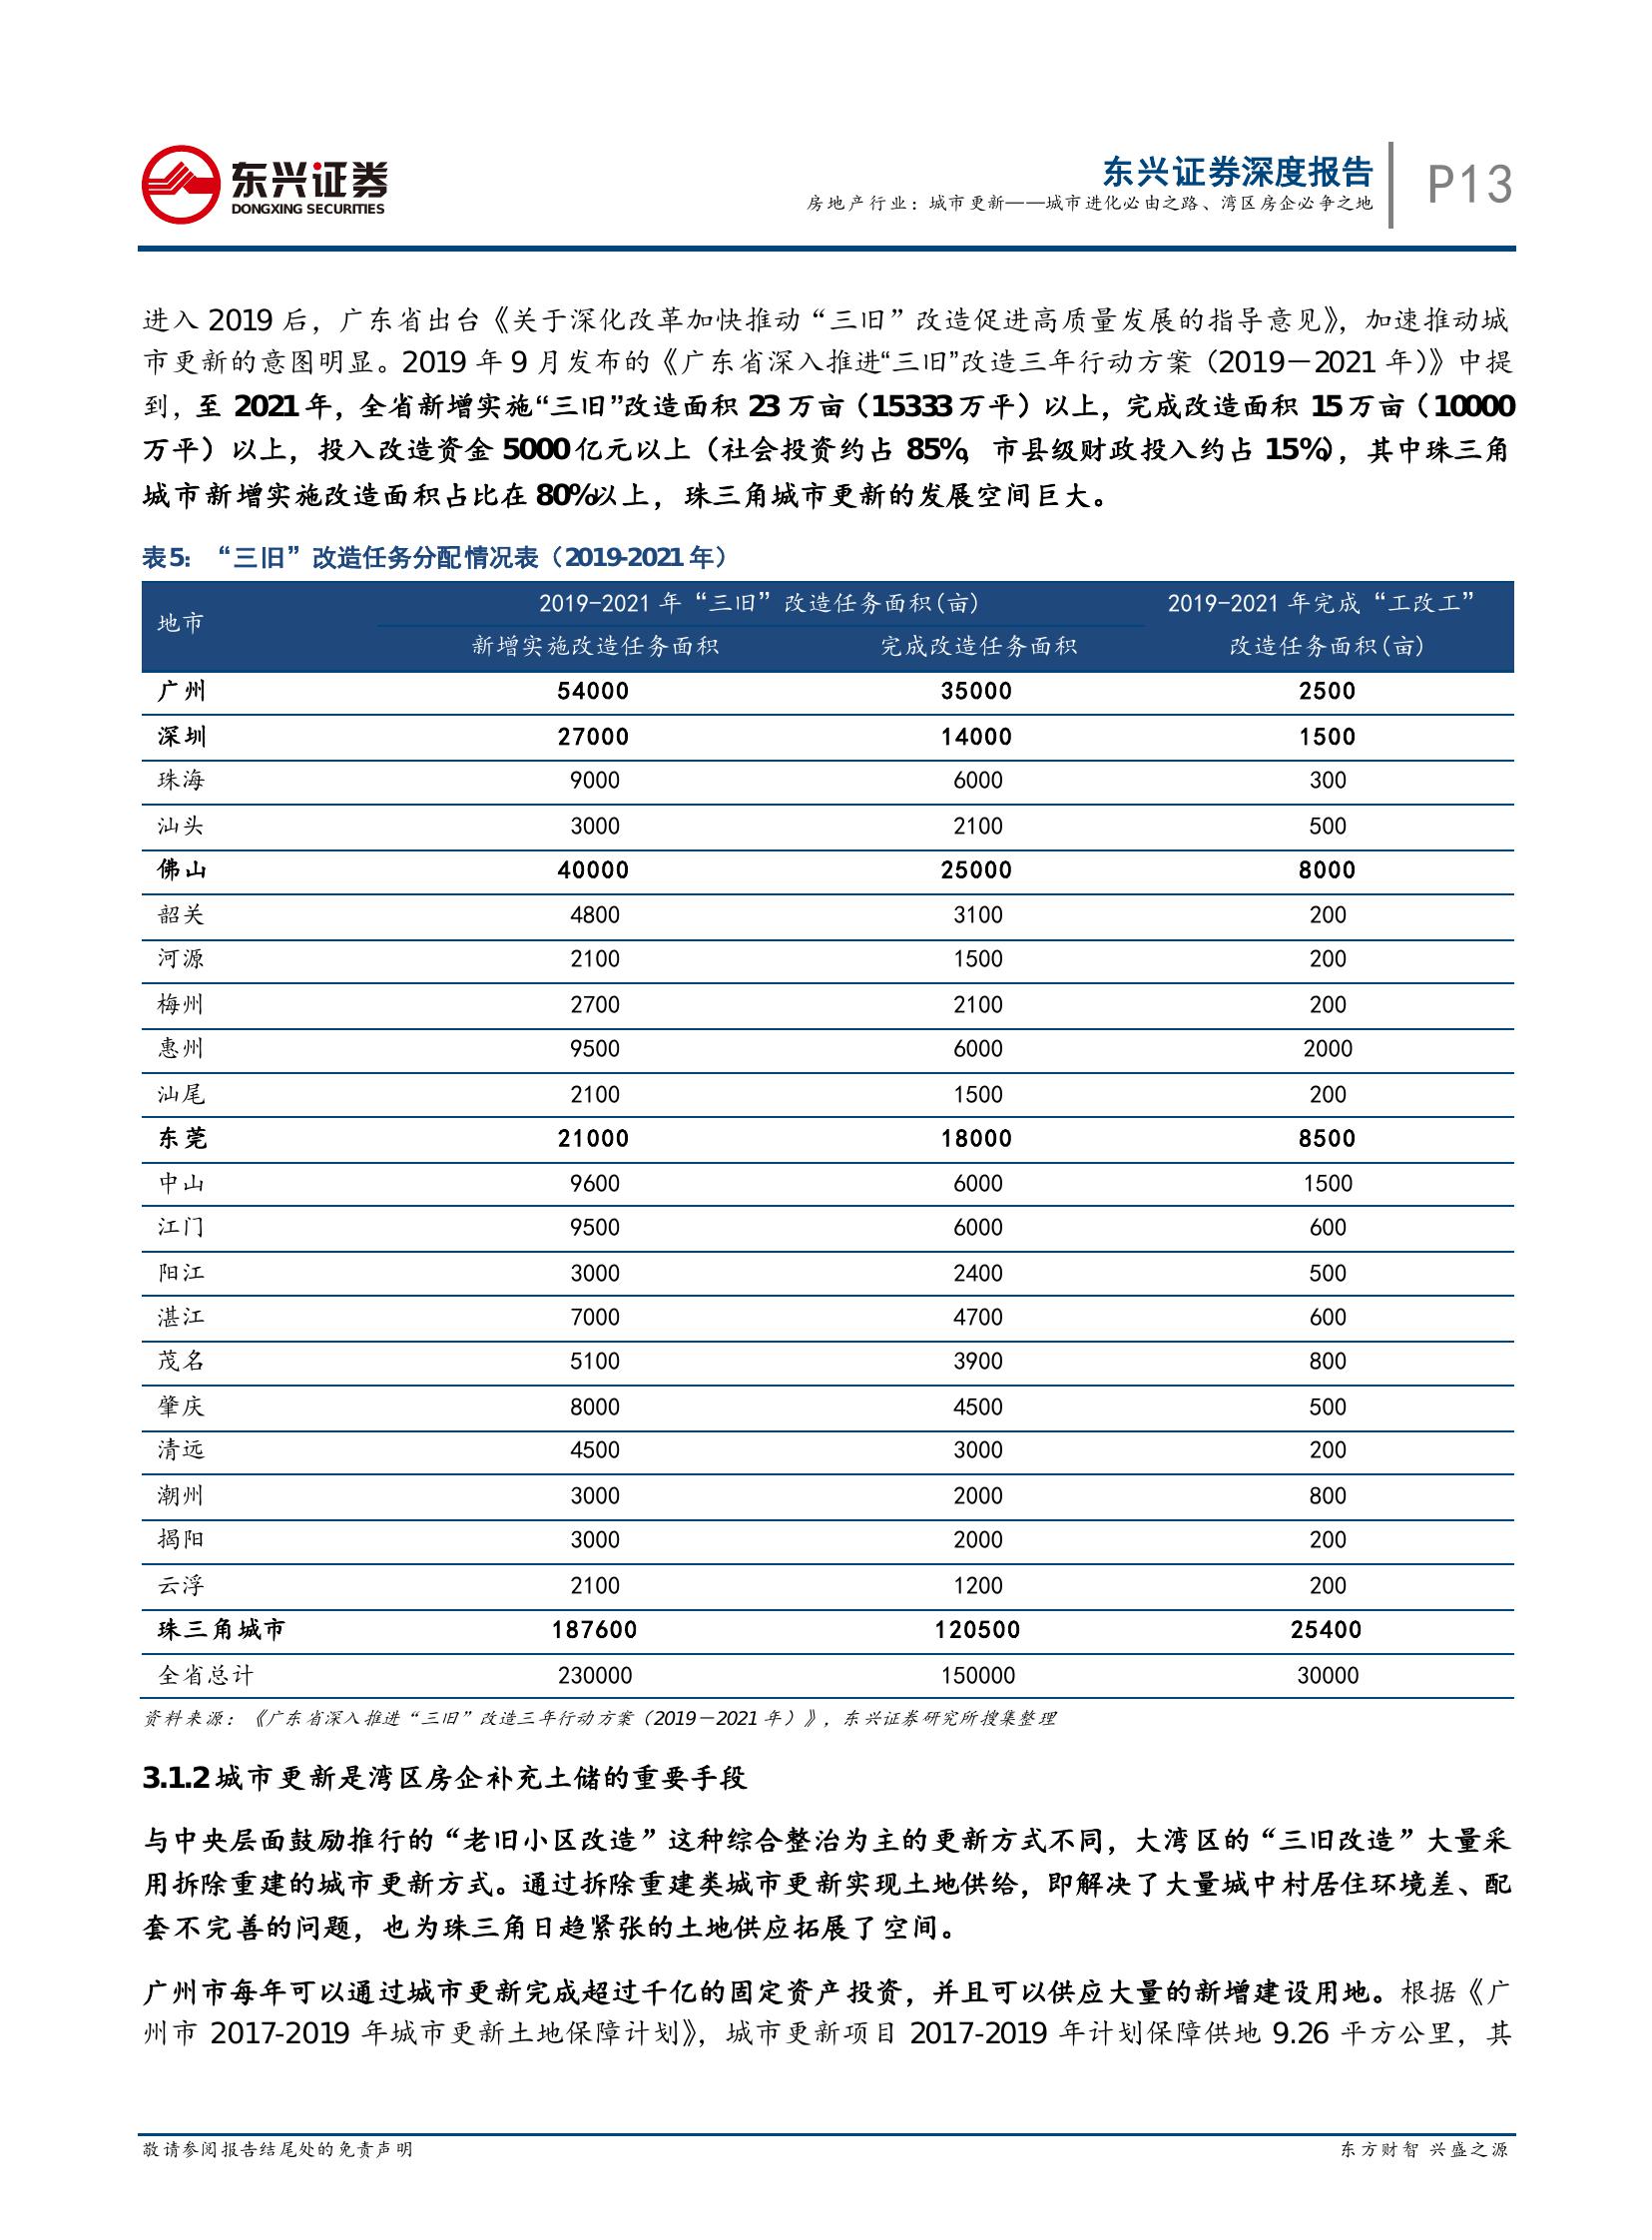 东兴证券
DONGXING SECURITIES
东兴证券深度报告
房地产行业：城市更新——城市进化必由之路、湾区房企必争之地
P13
进入 2019 后，广东省出台《关于深化改革加快推动“三旧”改造促进高质量发展的指导意见》，加速推动城
市更新的意图明显。2019 年 9 月发布的《广东省深入推进“三旧”改造三年行动方案（2019－2021 年）》中提
到，至 2021 年，全省新增实施“三旧”改造面积 23 万亩（15333 万平）以上，完成改造面积 15 万亩（10000
万平）以上，投入改造资金 5000 亿元以上（社会投资约占 85%，市县级财政投入约占 15%），其中珠三角
城市新增实施改造面积占比在 80%以上，珠三角城市更新的发展空间巨大。
表5：“三旧”改造任务分配情况表（2019-2021 年）
地市 2019-2021 年“三旧”改造任务面积(亩) 2019-2021 年完成“工改工”
新增实施改造任务面积 完成改造任务面积 改造任务面积(亩)
广州 54000 35000 2500
深圳 27000 14000 1500
珠海 9000 6000 300
汕头 3000 2100 500
佛山 40000 25000 8000
韶关 4800 3100 200
河源 2100 1500 200
梅州 2700 2100 200
惠州 9500 6000 2000
汕尾 2100 1500 200
东莞 21000 18000 8500
中山 9600 6000 1500
江门 9500 6000 600
阳江 3000 2400 500
湛江 7000 4700 600
茂名 5100 3900 800
肇庆 8000 4500 500
清远 4500 3000 200
潮州 3000 2000 800
揭阳 3000 2000 200
云浮 2100 1200 200
珠三角城市 187600 120500 25400
全省总计 230000 150000 30000
资料来源：《广东省深入推进“三旧”改造三年行动方案（2019－2021 年）》，东兴证券研究所搜集整理
3.1.2 城市更新是湾区房企补充土储的重要手段
与中央层面鼓励推行的“老旧小区改造”这种综合整治为主的更新方式不同，大湾区的“三旧改造”大量采
用拆除重建的城市更新方式。通过拆除重建类城市更新实现土地供给，即解决了大量城中村居住环境差、配
套不完善的问题，也为珠三角日趋紧张的土地供应拓展了空间。
广州市每年可以通过城市更新完成超过千亿的固定资产投资，并且可以供应大量的新增建设用地。根据《广
州市 2017-2019 年城市更新土地保障计划》，城市更新项目 2017-2019 年计划保障供地 9.26 平方公里，其
敬请参阅报告结尾处的免责声明
东方财智 兴盛之源